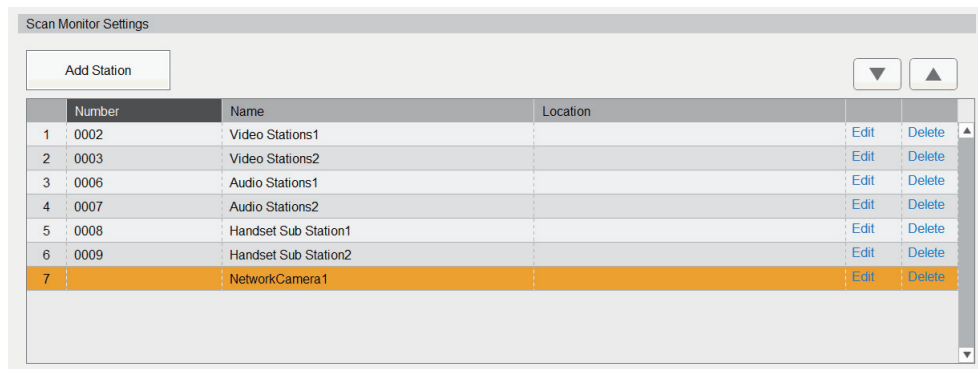 Scan Monitor Settings
Add Station
Number Name Location
1 0002 Video Stations1 Edit Delete
2 0003 Video Stations2 Edit Delete
3 0006 Audio Stations1 Edit Delete
4 0007 Audio Stations2 Edit Delete
5 0008 Handset Sub Station1 Edit Delete
6 0009 Handset Sub Station2 Edit Delete
7 NetworkCamera1 Edit Delete